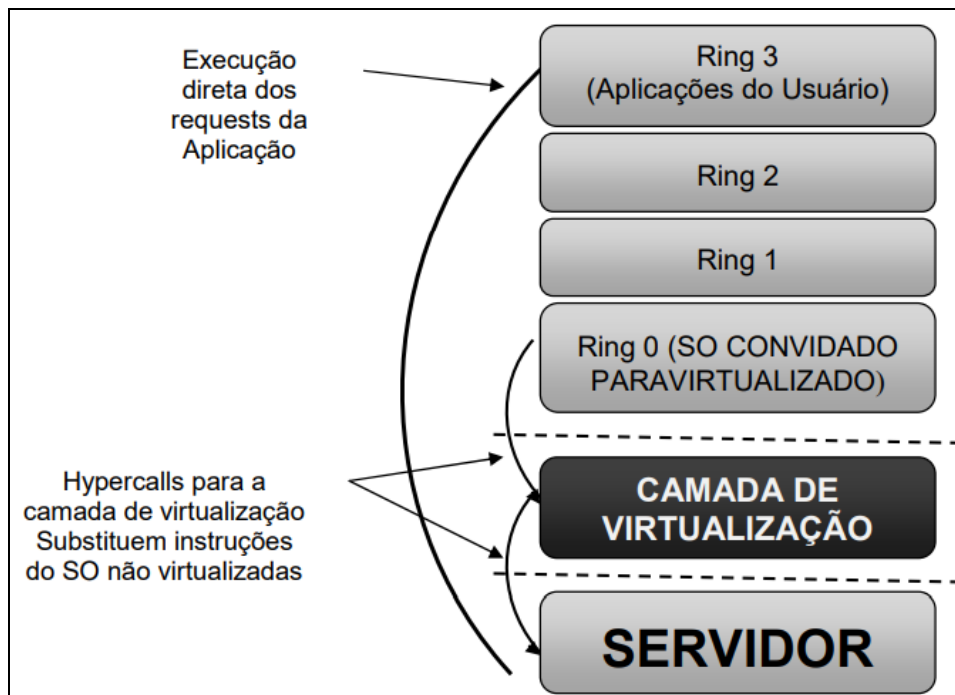 Execução
direta dos
requests da
Aplicação
Ring 3
(Aplicações do Usuário)
Ring 2
Ring 1
Ring 0 (SO CONVIDADO
PARAVIRTUALIZADO)
Hypercalls para a
camada de virtualização
Substituem instruções
do SO não virtualizadas
CAMADA DE
VIRTUALIZAÇÃO
SERVIDOR